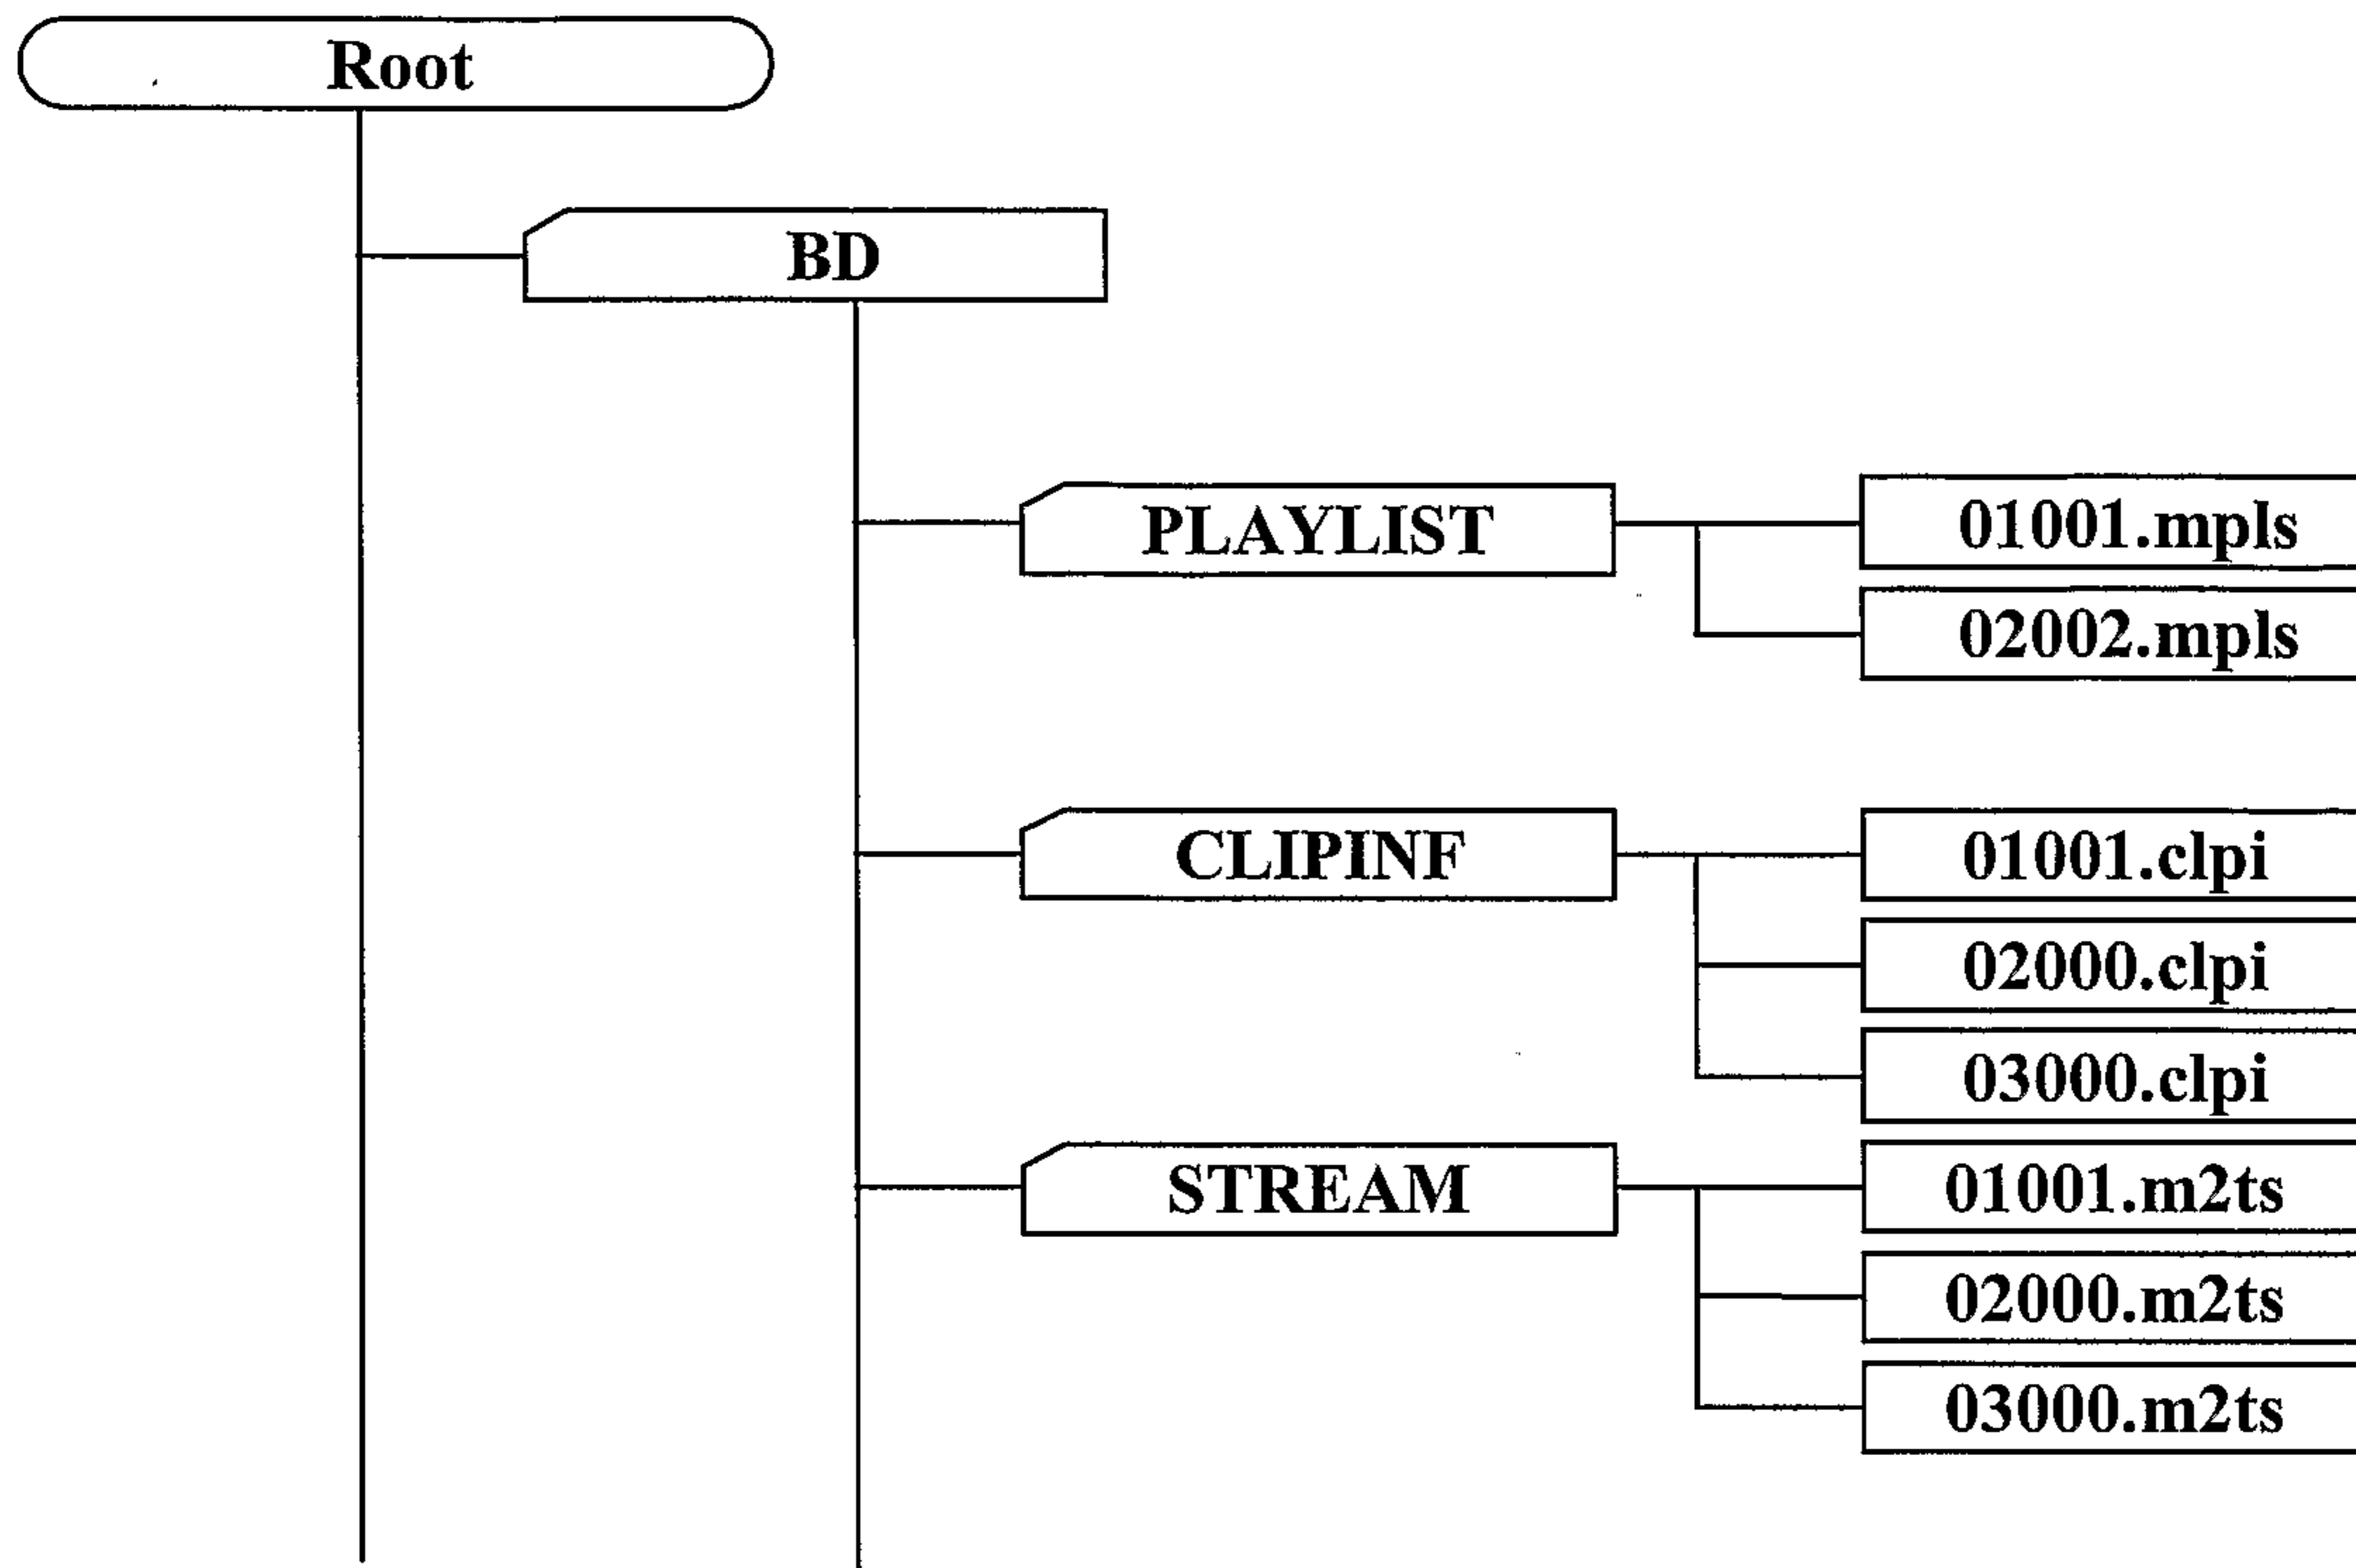 Root
BD
PLAYLIST
01001.mpls
02002.mpls
CLIPINF
01001.clpi
02000.clpi
03000.clpi
STREAM
01001.m2ts
02000.m2ts
03000.m2ts